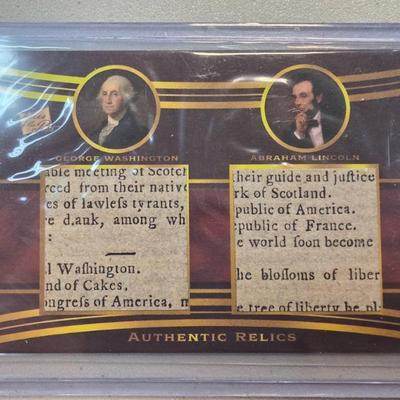 GEORGE WASHINGTON
ABRAHAM LINCOLN
able meeting of Scotch
rced from their native
es of lawleſs tyrants,
re d.ank, among wh
:
l Waſhington.
nd of Cakes,
ongreſs of America, m
heir guide and juſtice
rk of Scotland.
public of America.
epublic of France.
e world ſoon become
he bloſſoms of liber
e tree of liberty be pl
AUTHENTIC RELICS